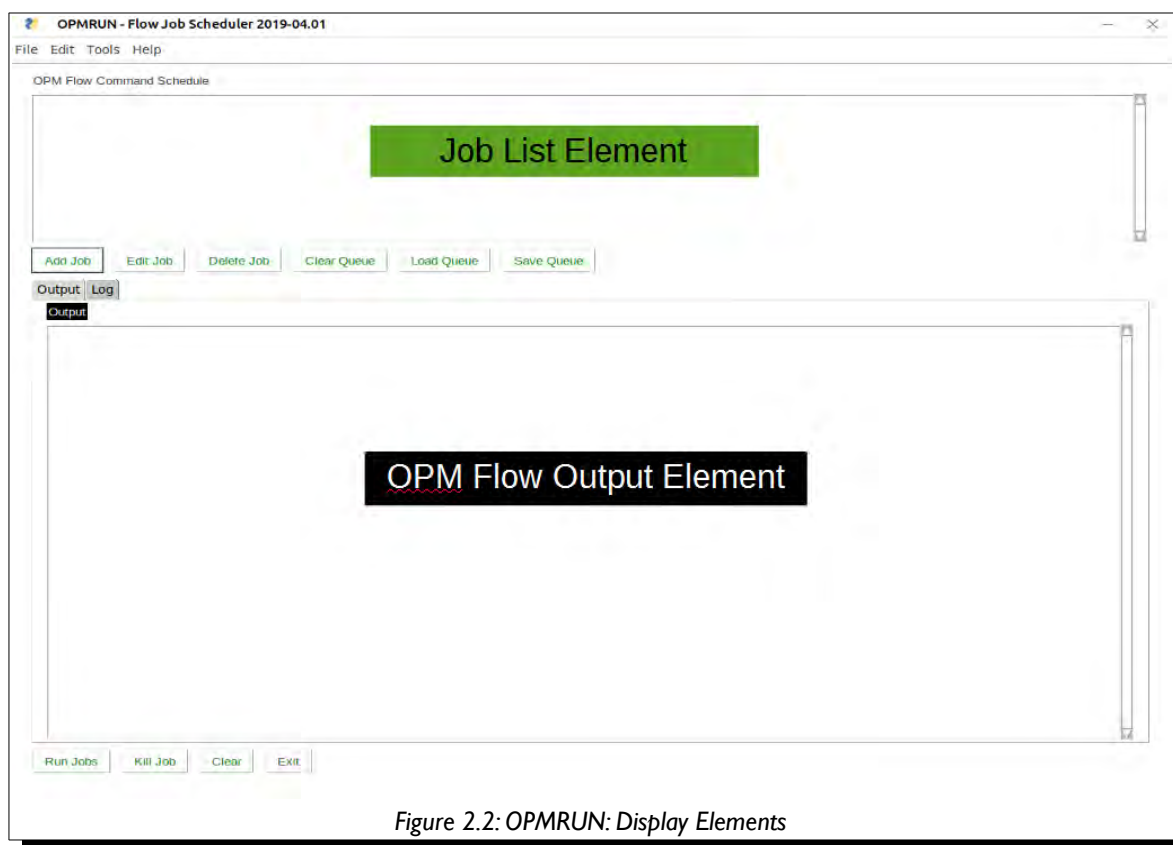 OPMRUN - Flow Job Scheduler 2019-04.01
File Edit Tools Help
OPM Flow Command Schedule
Job List Element
Add Job Edit Job Delete Job Clear Queue Load Queue Save Queue
Output Log
Output
OPM Flow Output Element
Run Jobs Kill Job Clear Exit
Figure 2.2: OPMRUN: Display Elements